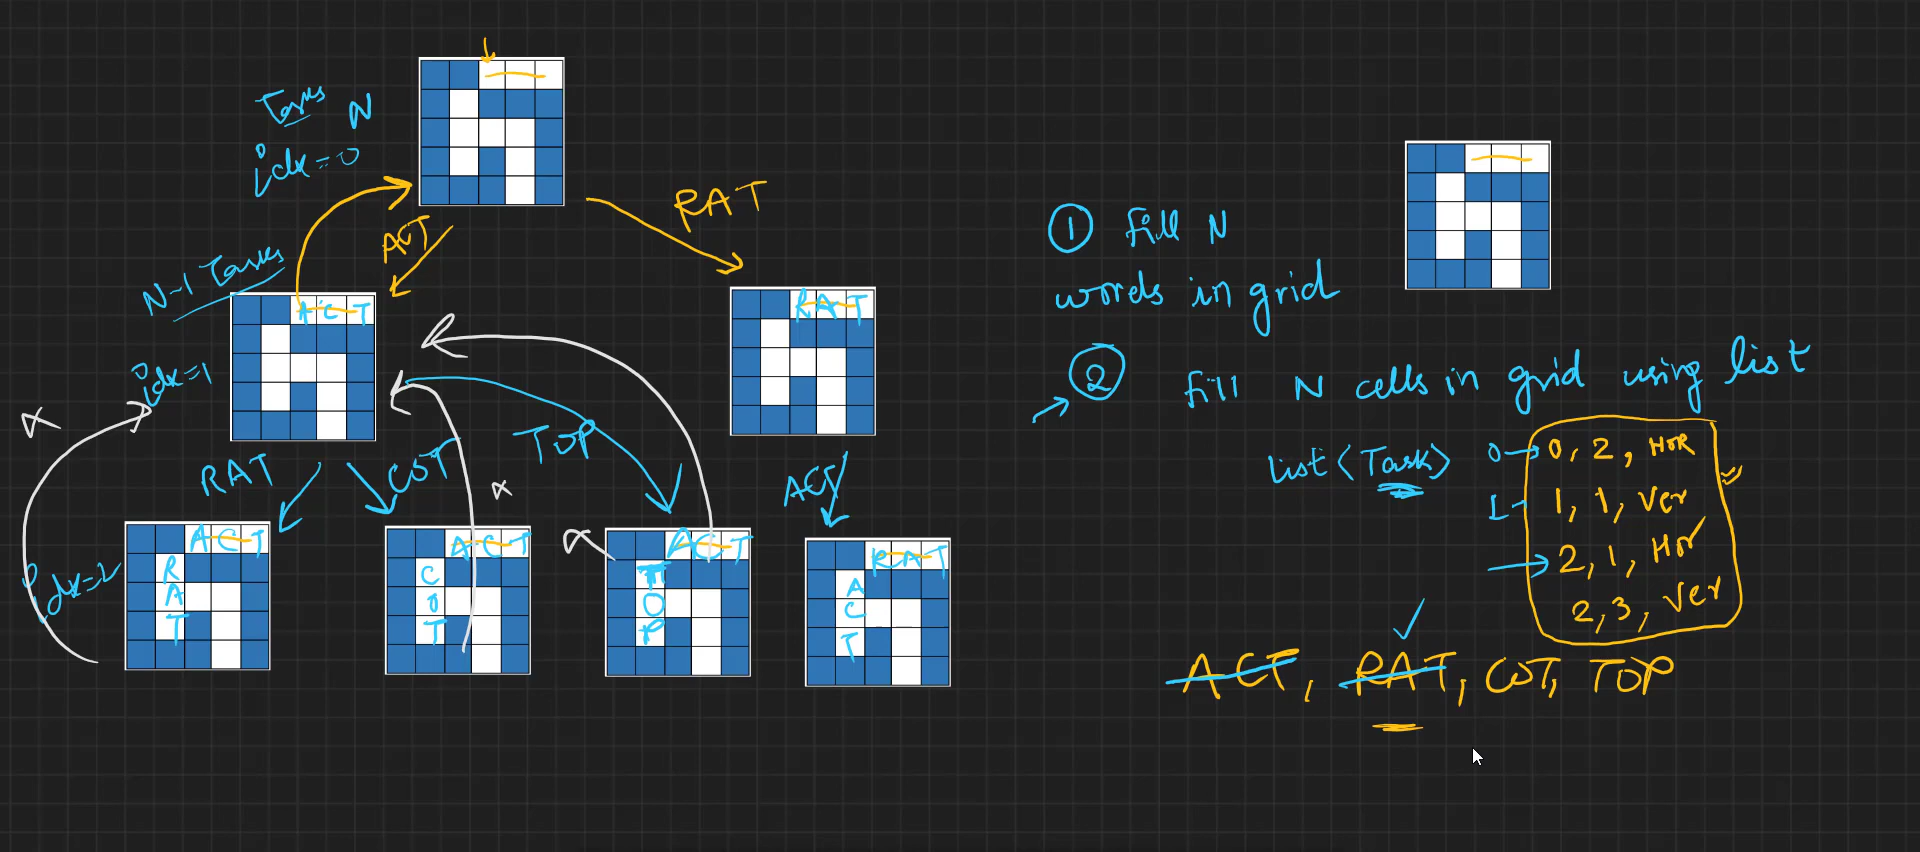 Tasks N
idx=0
ACT
RAT
N-1 Tasks
ACT
RAT
idx=1
RAT
COT
TOP
ACT
idx=2
ACT
R
A
T
ACT
C
O
T
ACT
T
O
P
RAT
A
C
T
① fill N
words in grid
② fill N cells in grid using list
list <Task>
0 → 0, 2, HOR
1 - 1, 1, Ver
→ 2, 1, Hor
2, 3, Ver
ACT, RAT, COT, TOP